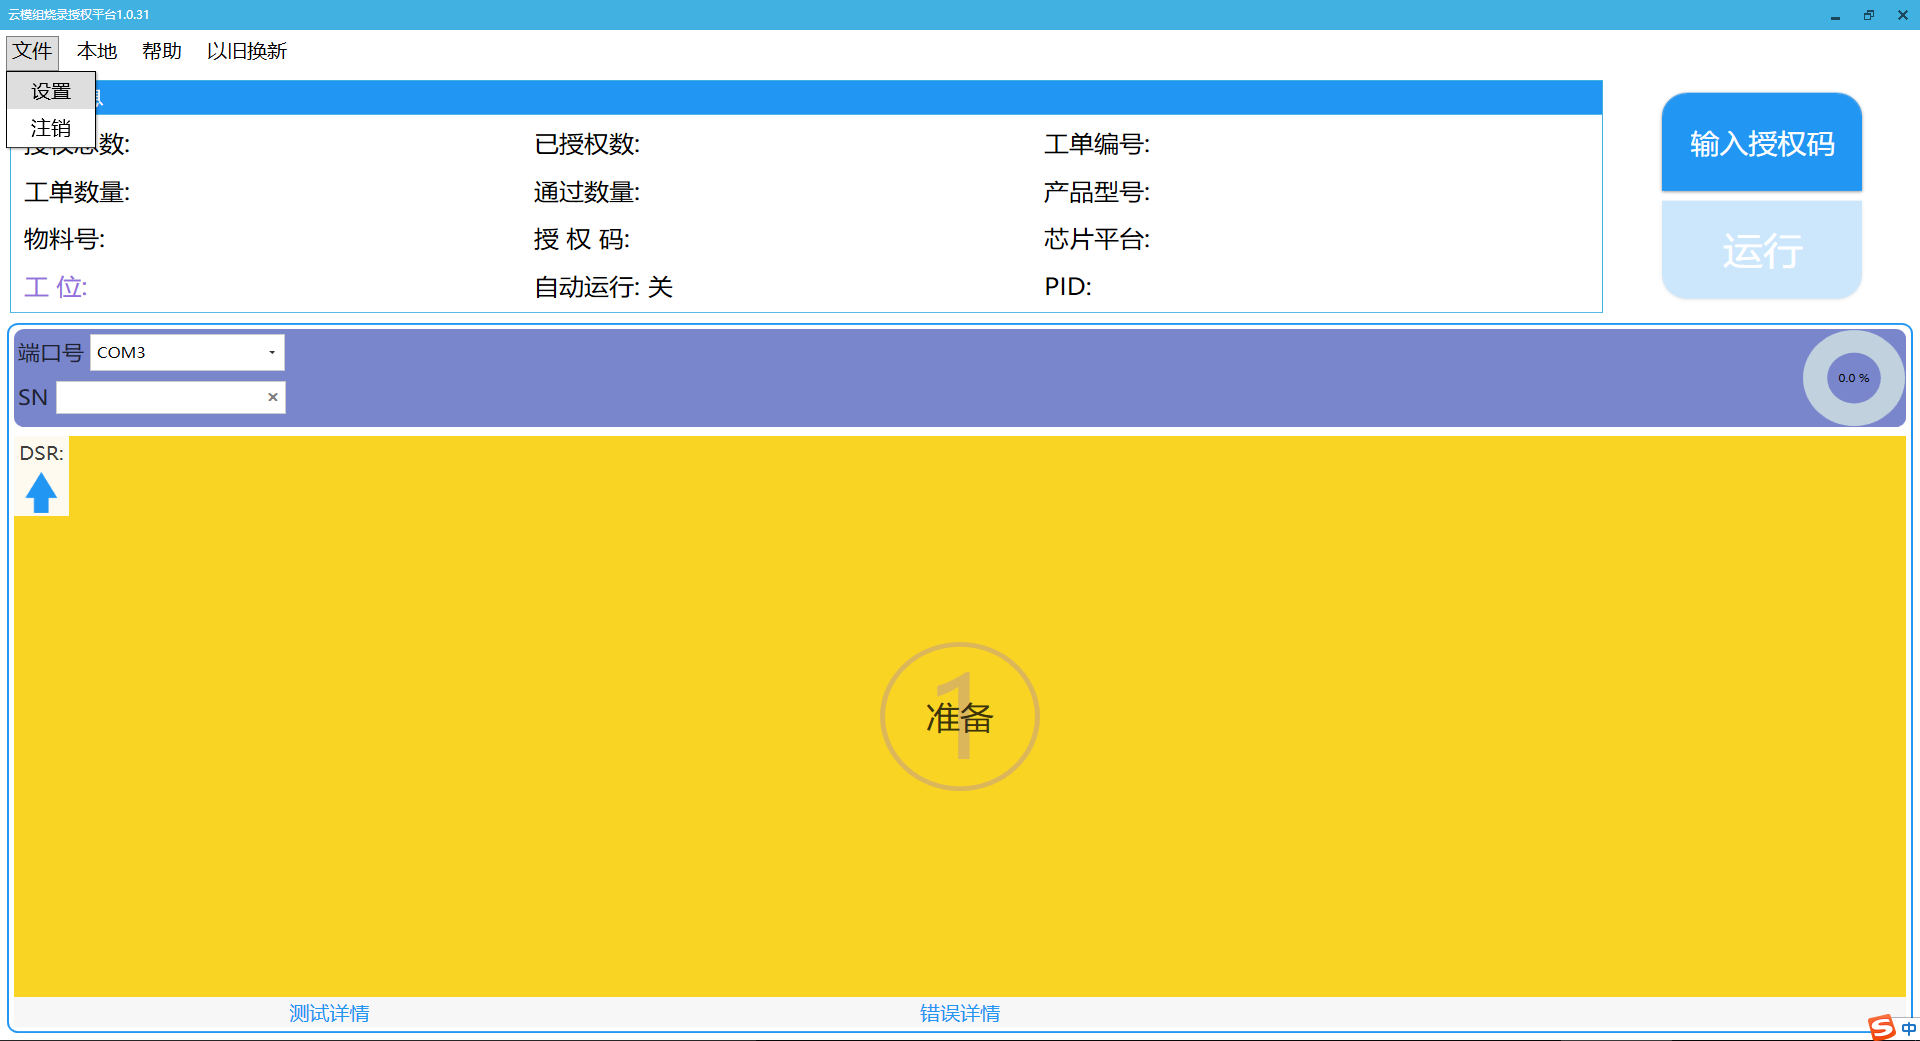 云模组烧录授权平台1.0.31
文件 本地 帮助 以旧换新
设置
注销
息
授权总数: 已授权数: 工单编号:
工单数量: 通过数量: 产品型号:
物料号: 授 权 码: 芯片平台:
工 位: 自动运行: 关 PID:
输入授权码
运行
端口号 COM3
SN
0.0 %
DSR:
1
准备
测试详情 错误详情
S 中